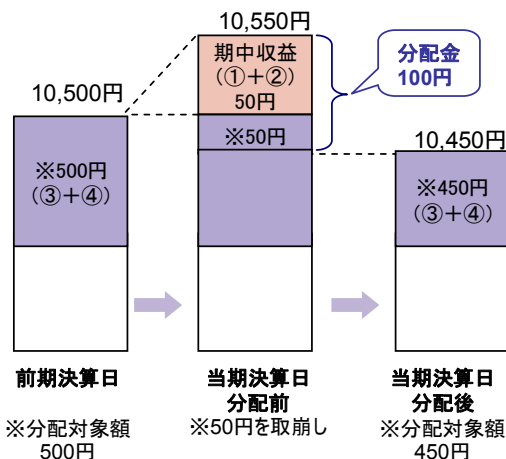 10,550円
期中収益
(①+②)
50円
分配金
100円
10,500円
※50円
10,450円
※500円
(③+④)
※450円
(③+④)
前期決算日
当期決算日
分配前
当期決算日
分配後
※分配対象額
500円
※50円を取崩し
※分配対象額
450円